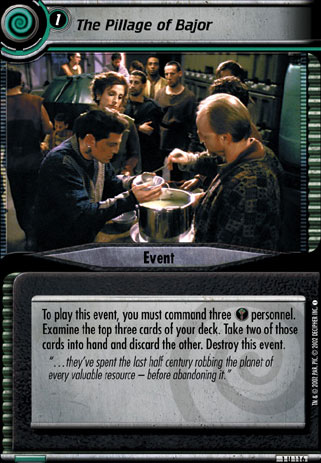 1 The Pillage of Bajor
Event
To play this event, you must command three personnel.
Examine the top three cards of your deck. Take two of those
cards into hand and discard the other. Destroy this event.
“…they’ve spent the last half century robbing the planet of
every valuable resource – before abandoning it.”
TM & © 2002 PAR. PIC. © 2002 DECIPHER INC.
1 U 116